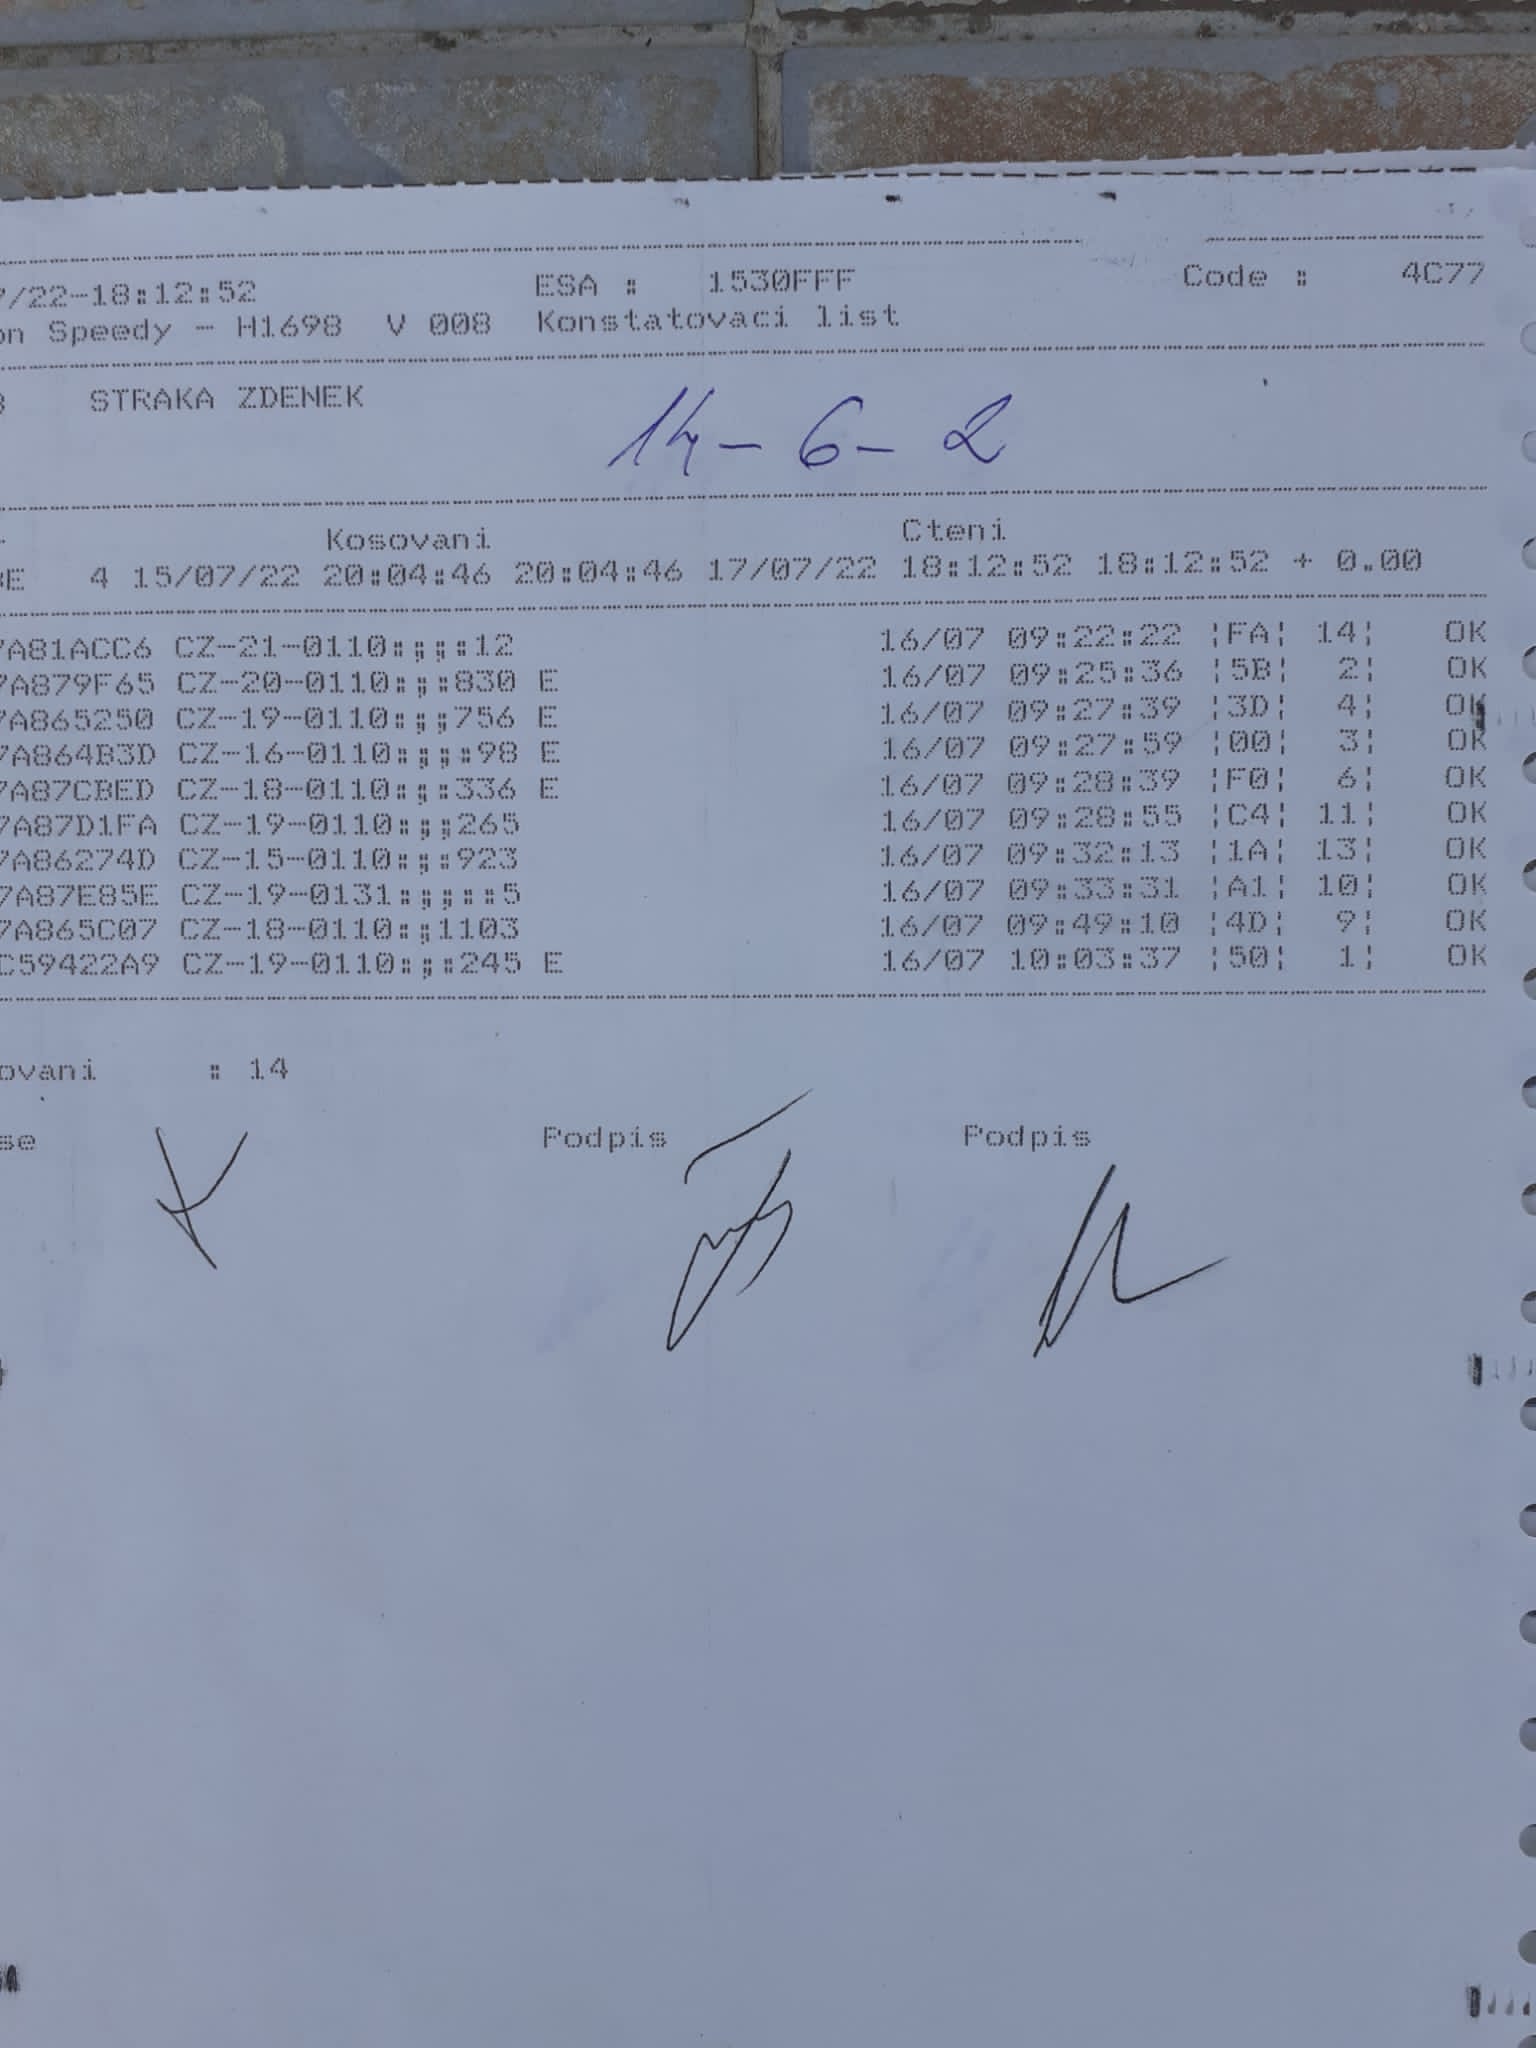 7/22-18:12:52 ESA : 1530FFF Code : 4C77
on Speedy - H1698 V 008 Konstatovaci list
STRAKA ZDENEK
14 - 6 - 2
Kosovani Cteni
4 15/07/22 20:04:46 20:04:46 17/07/22 18:12:52 18:12:52 + 0.00
7A81ACC6 CZ-21-0110::::12 16/07 09:22:22 ¦FA¦ 14¦ OK
7A879F65 CZ-20-0110:::830 E 16/07 09:25:36 ¦5B¦ 2¦ OK
7A865250 CZ-19-0110:::756 E 16/07 09:27:39 ¦3D¦ 4¦ OK
7A864B3D CZ-16-0110::::98 E 16/07 09:27:59 ¦00¦ 3¦ OK
7A87CBED CZ-18-0110:::336 E 16/07 09:28:39 ¦F0¦ 6¦ OK
7A87D1FA CZ-19-0110:::265 16/07 09:28:55 ¦C4¦ 11¦ OK
7A86274D CZ-15-0110:::923 16/07 09:32:13 ¦1A¦ 13¦ OK
7A87E85E CZ-19-0131:::::5 16/07 09:33:31 ¦A1¦ 10¦ OK
7A865C07 CZ-18-0110::1103 16/07 09:49:10 ¦4D¦ 9¦ OK
C59422A9 CZ-19-0110:::245 E 16/07 10:03:37 ¦50¦ 1¦ OK
ovani : 14
se Podpis Podpis